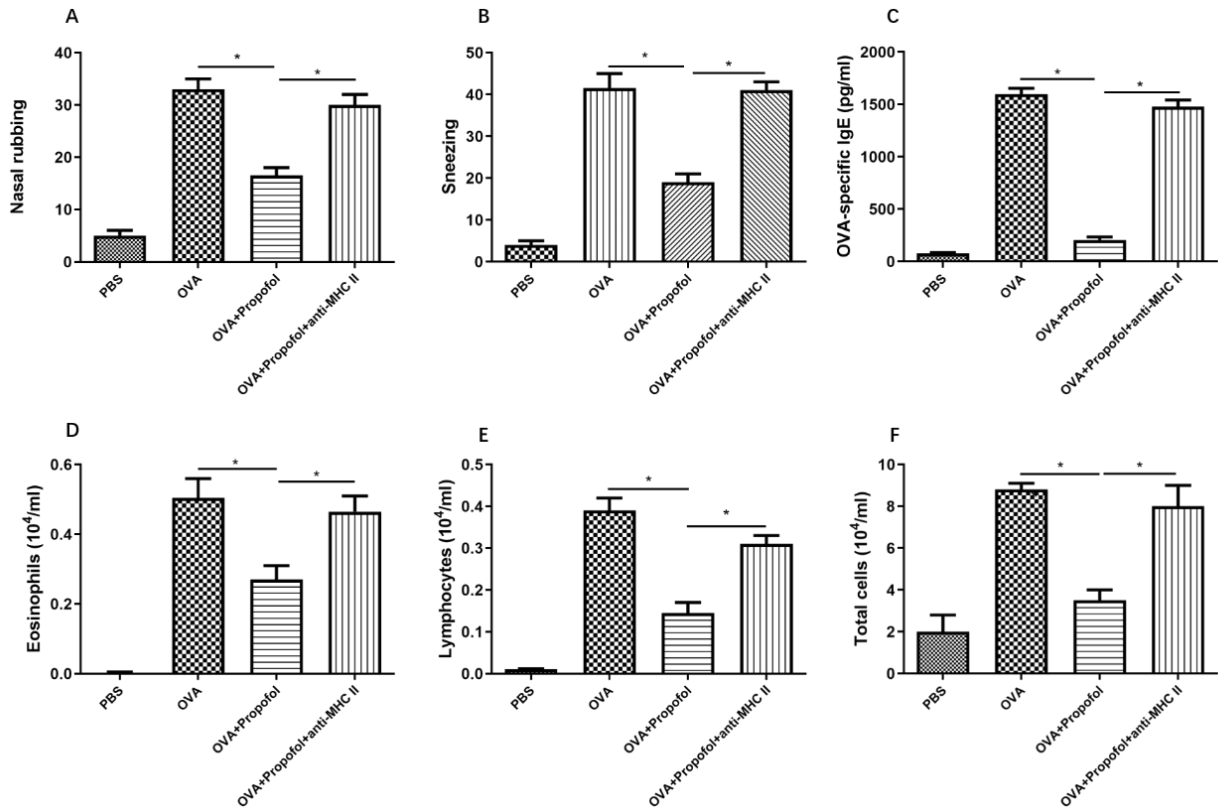 A
Nasal rubbing
40
30
20
10
0
*
*
PBS
OVA
OVA+Propofol
OVA+Propofol+anti-MHC II
B
Sneezing
50
40
30
20
10
0
*
*
PBS
OVA
OVA+Propofol
OVA+Propofol+anti-MHC II
C
OVA-specific IgE (pg/ml)
2000
1500
1000
500
0
*
*
PBS
OVA
OVA+Propofol
OVA+Propofol+anti-MHC II
D
Eosinophils (10⁴/ml)
0.6
0.4
0.2
0.0
*
*
PBS
OVA
OVA+Propofol
OVA+Propofol+anti-MHC II
E
Lymphocytes (10⁴/ml)
0.5
0.4
0.3
0.2
0.1
0.0
*
*
PBS
OVA
OVA+Propofol
OVA+Propofol+anti-MHC II
F
Total cells (10⁴/ml)
10
8
6
4
2
0
*
*
PBS
OVA
OVA+Propofol
OVA+Propofol+anti-MHC II